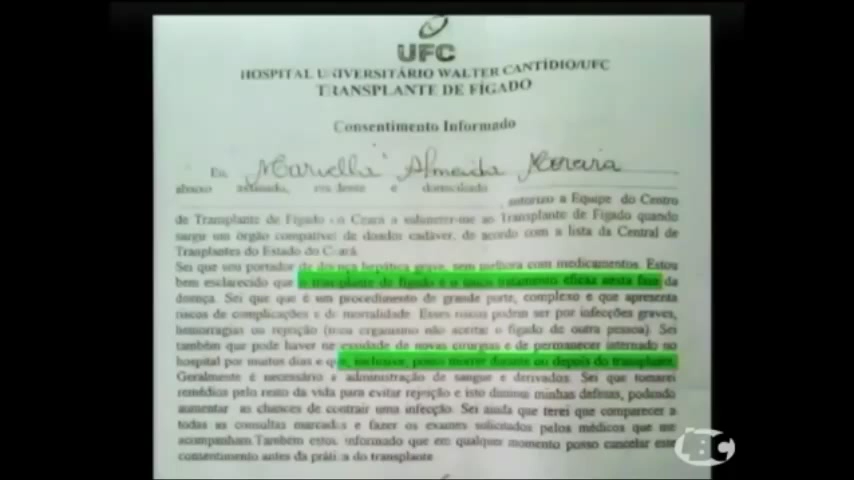 UFC
HOSPITAL UNIVERSITÁRIO WALTER CANTÍDIO/UFC
TRANSPLANTE DE FÍGADO
Consentimento Informado
Eu, Marvella Almeida Moreira
abaixo assinado, residente e domiciliado
autorizo a Equipe do Centro
de Transplante de Fígado do Ceará a submeter-me ao Transplante de Fígado quando
surgir um órgão compatível de doador cadáver, de acordo com a lista da Central de
Transplantes do Estado do Ceará.
Sei que sou portador de doença hepática grave, sem melhora com medicamentos. Estou
bem esclarecido que o transplante de fígado é o único tratamento eficaz nesta fase da
doença. Sei que que é um procedimento de grande porte, complexo e que apresenta
riscos de complicações e de mortalidade. Esses riscos podem ser por infecções graves,
hemorragias ou rejeição (meu organismo não aceitar o fígado de outra pessoa). Sei
também que pode haver necessidade de novas cirurgias e de permanecer internado no
hospital por muitos dias e que, inclusive, posso morrer durante ou depois do transplante.
Geralmente é necessário a administração de sangue e derivados. Sei que tomarei
remédios pelo resto da vida para evitar rejeição e isto diminui minhas defesas, podendo
aumentar as chances de contrair uma infecção. Sei ainda que terei que comparecer a
todas as consultas marcadas e fazer os exames solicitados pelos médicos que me
acompanham. Também estou informado que em qualquer momento posso cancelar este
consentimento antes da prática do transplante